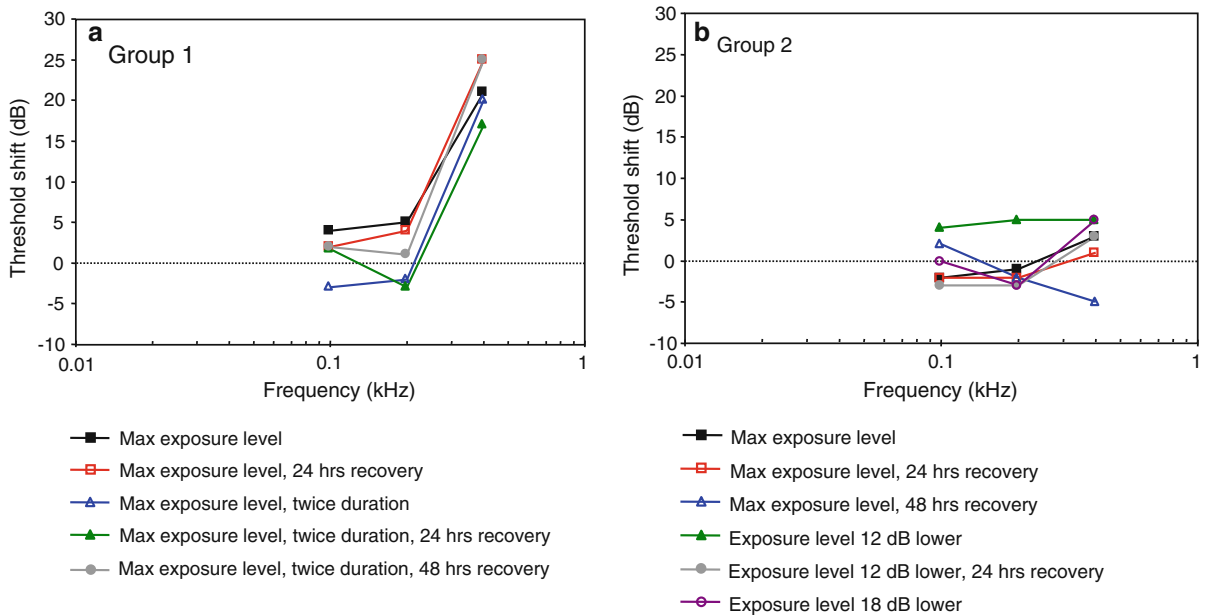 a
Group 1
Threshold shift (dB)
30
25
20
15
10
5
0
-5
-10
0.01
0.1
1
Frequency (kHz)
Max exposure level
Max exposure level, 24 hrs recovery
Max exposure level, twice duration
Max exposure level, twice duration, 24 hrs recovery
Max exposure level, twice duration, 48 hrs recovery
b
Group 2
Threshold shift (dB)
30
25
20
15
10
5
0
-5
-10
0.01
0.1
1
Frequency (kHz)
Max exposure level
Max exposure level, 24 hrs recovery
Max exposure level, 48 hrs recovery
Exposure level 12 dB lower
Exposure level 12 dB lower, 24 hrs recovery
Exposure level 18 dB lower